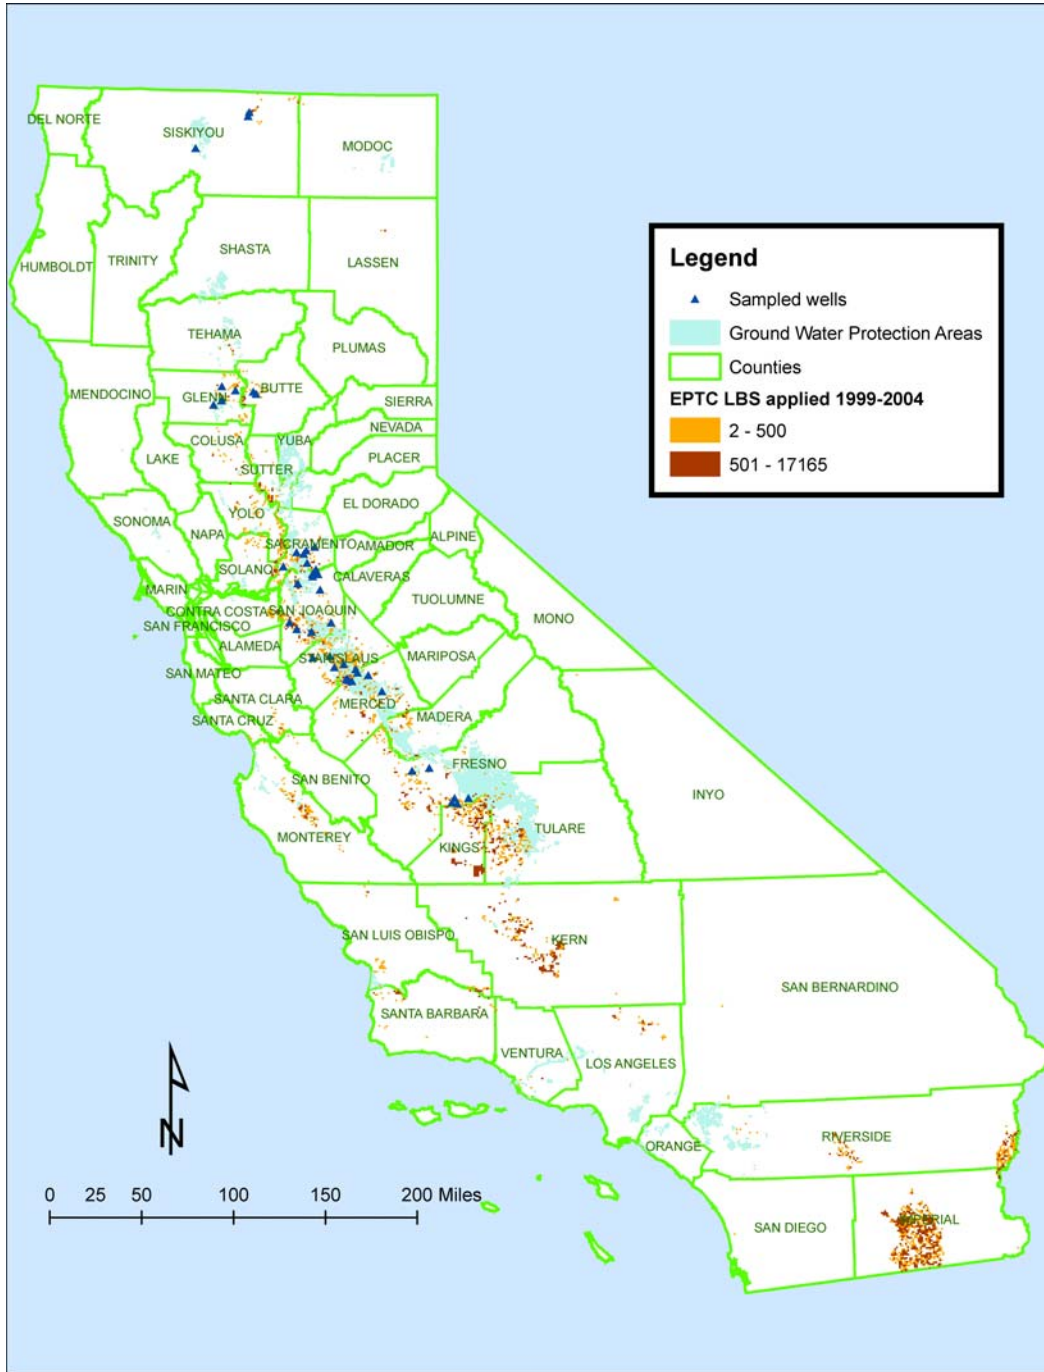 DEL NORTE
SISKIYOU
MODOC
HUMBOLDT
TRINITY
SHASTA
LASSEN
TEHAMA
PLUMAS
MENDOCINO
GLENN
BUTTE
SIERRA
NEVADA
COLUSA
YUBA
PLACER
LAKE
SUTTER
EL DORADO
SONOMA
YOLO
NAPA
SACRAMENTO
AMADOR
ALPINE
SOLANO
CALAVERAS
MARIN
TUOLUMNE
MONO
CONTRA COSTA
SAN JOAQUIN
SAN FRANCISCO
ALAMEDA
STANISLAUS
MARIPOSA
SAN MATEO
SANTA CLARA
MERCED
MADERA
SANTA CRUZ
FRESNO
SAN BENITO
INYO
MONTEREY
TULARE
KINGS
SAN LUIS OBISPO
KERN
SAN BERNARDINO
SANTA BARBARA
VENTURA
LOS ANGELES
ORANGE
RIVERSIDE
SAN DIEGO
IMPERIAL
Legend
Sampled wells
Ground Water Protection Areas
Counties
EPTC LBS applied 1999-2004
2 - 500
501 - 17165
N
0 25 50 100 150 200 Miles